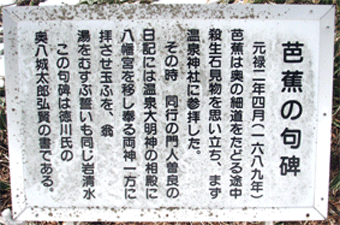 芭蕉の句碑
元禄二年四月(一六八九年)
芭蕉は奥の細道をたどる途中
殺生石見物を思い立ち、まず
温泉神社に参拝した。
その時 同行の門人曽良の
日記には温泉大明神の相殿に
八幡宮を移し奉る両神一方に
拝させ玉ふを、翁
湯をむすぶ誓いも同じ岩清水
この句碑は徳川氏の
奥八城太郎弘賢の書である。